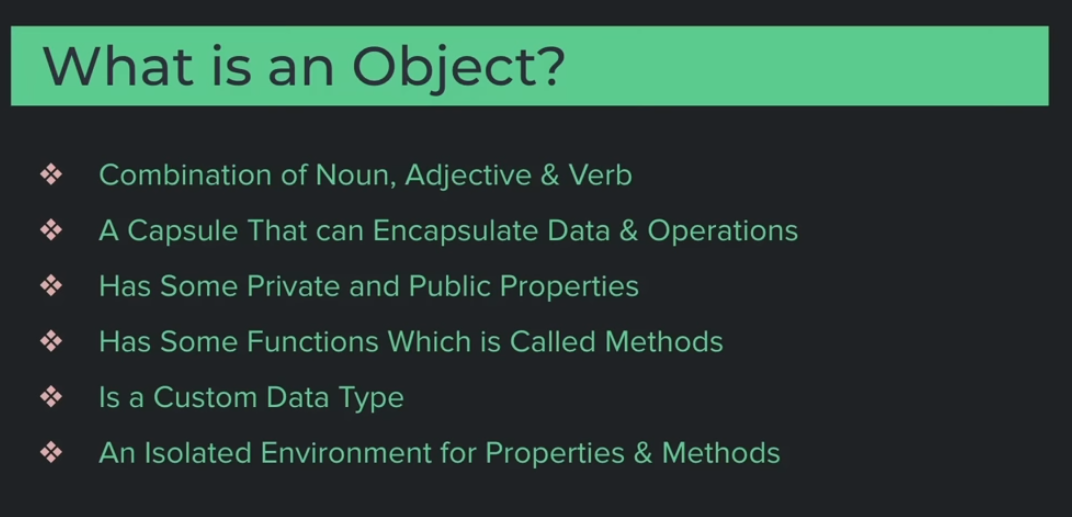 What is an Object?
❖ Combination of Noun, Adjective & Verb
❖ A Capsule That can Encapsulate Data & Operations
❖ Has Some Private and Public Properties
❖ Has Some Functions Which is Called Methods
❖ Is a Custom Data Type
❖ An Isolated Environment for Properties & Methods